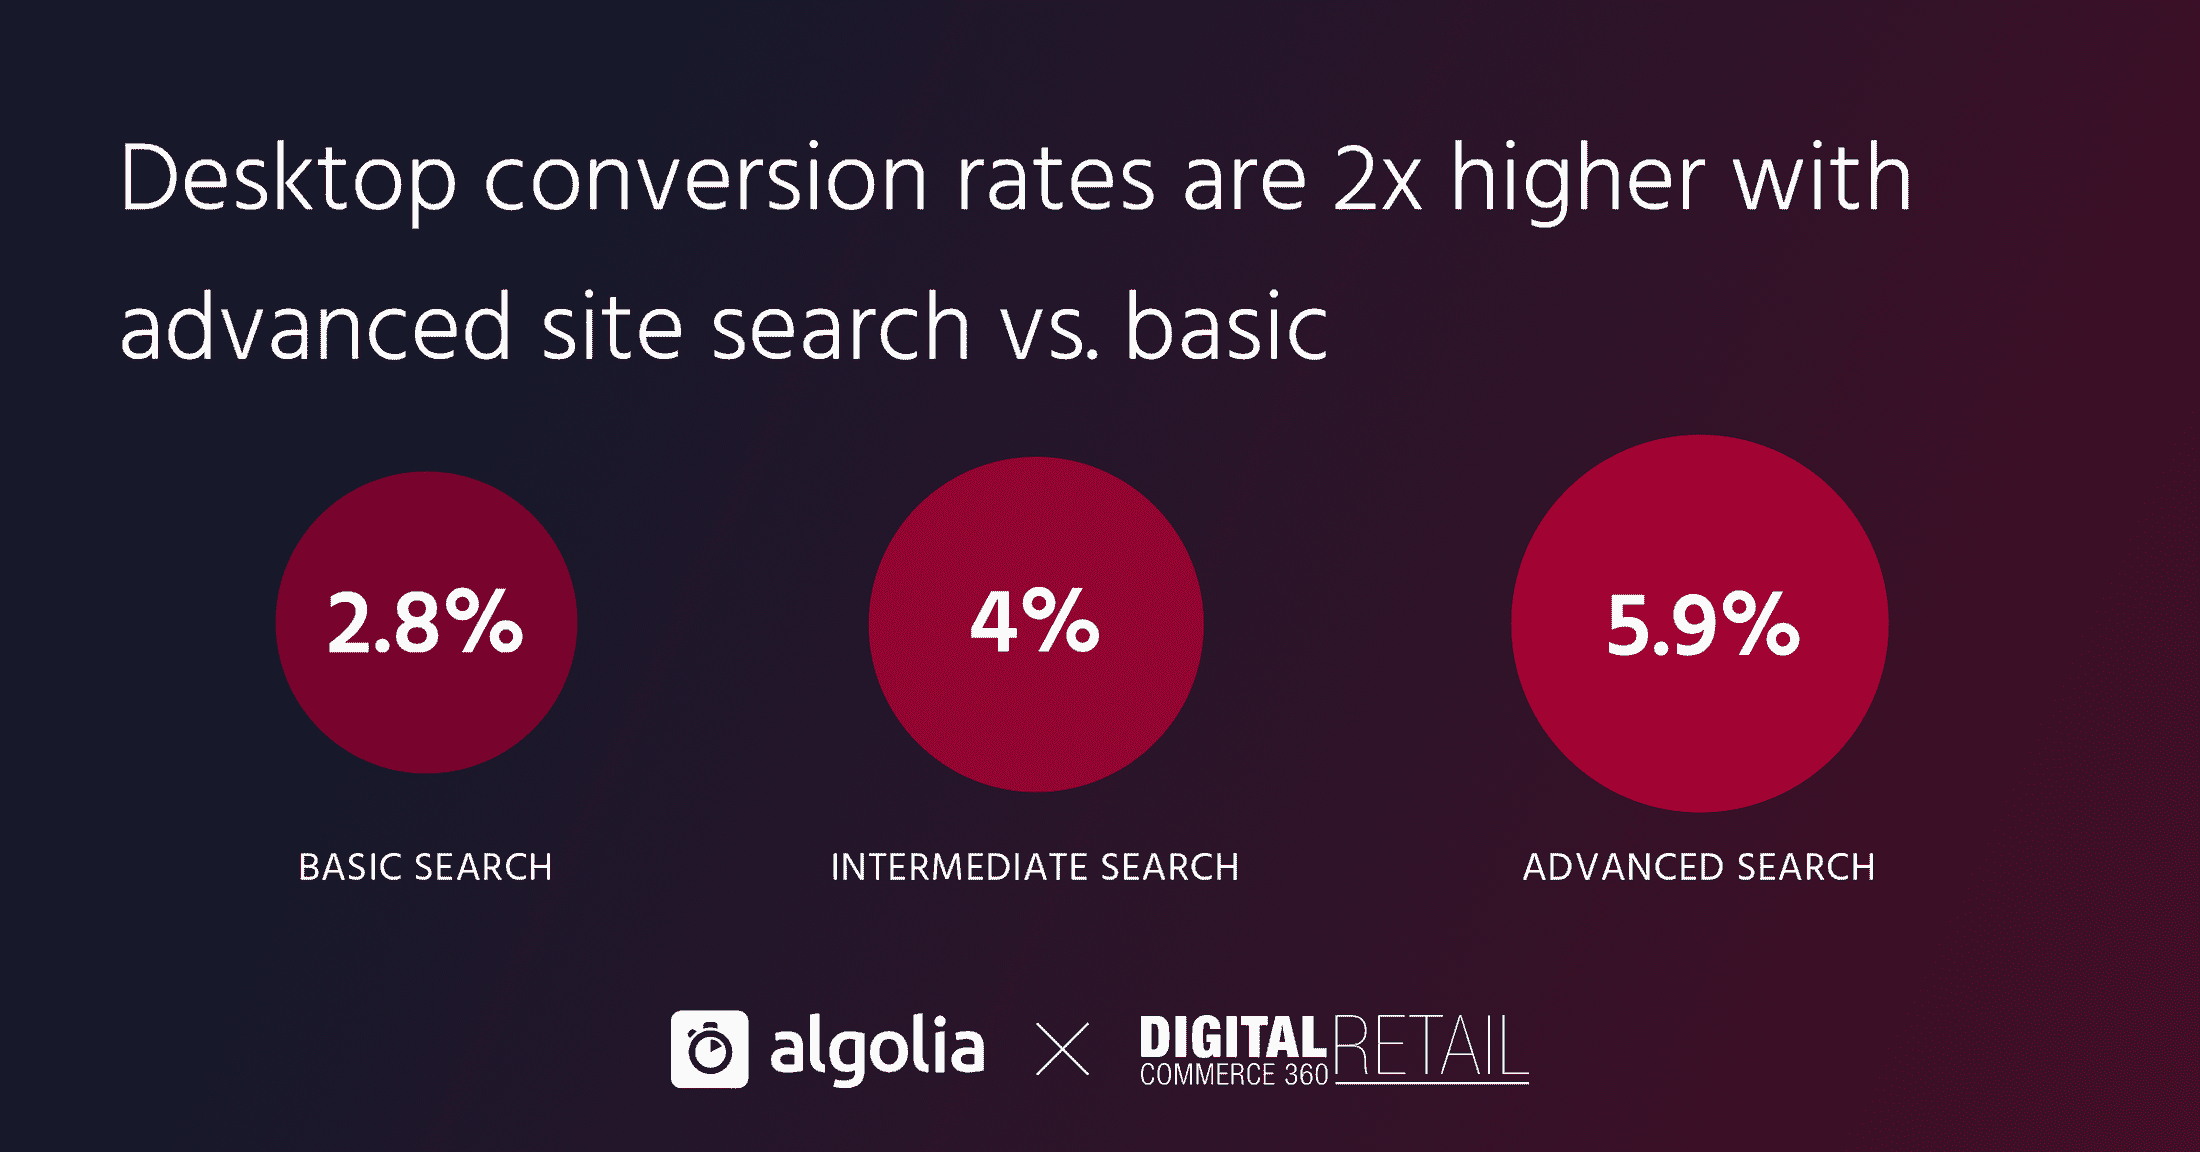 Desktop conversion rates are 2x higher with
advanced site search vs. basic
2.8%
4%
5.9%
BASIC SEARCH
INTERMEDIATE SEARCH
ADVANCED SEARCH
algolia
DIGITAL RETAIL
COMMERCE 360